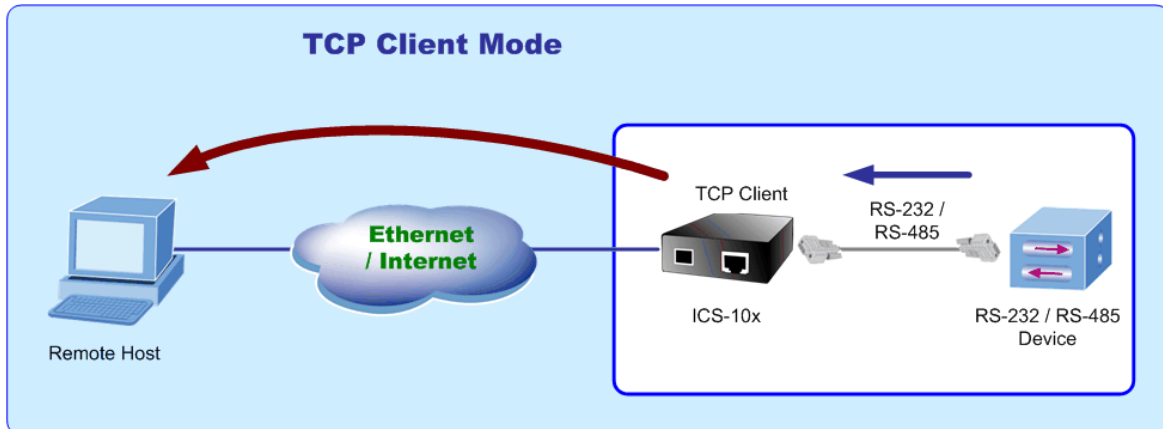 TCP Client Mode
TCP Client
RS-232 /
RS-485
Ethernet
/ Internet
ICS-10x
RS-232 / RS-485
Device
Remote Host